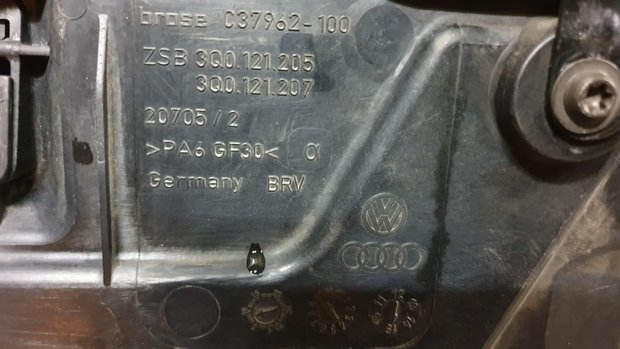 brose C37962-100
ZSB 3Q0.121.205
3Q0.121.207
20705/2
>PA6 GF30<
Germany BRV